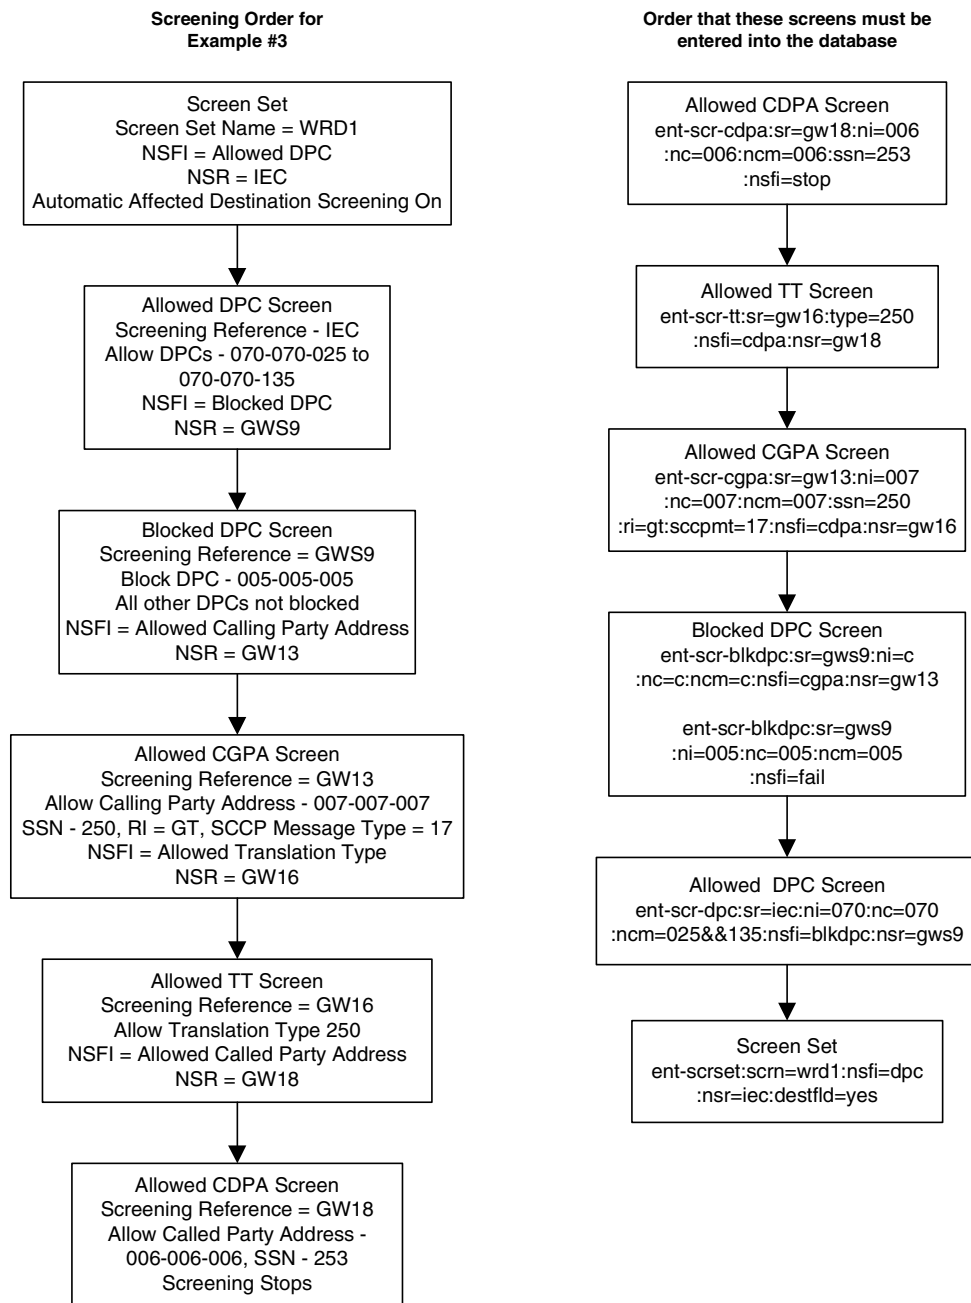 Screening Order for
Example #3
Screen Set
Screen Set Name = WRD1
NSFI = Allowed DPC
NSR = IEC
Automatic Affected Destination Screening On
Allowed DPC Screen
Screening Reference - IEC
Allow DPCs - 070-070-025 to
070-070-135
NSFI = Blocked DPC
NSR = GWS9
Blocked DPC Screen
Screening Reference = GWS9
Block DPC - 005-005-005
All other DPCs not blocked
NSFI = Allowed Calling Party Address
NSR = GW13
Allowed CGPA Screen
Screening Reference = GW13
Allow Calling Party Address - 007-007-007
SSN - 250, RI = GT, SCCP Message Type = 17
NSFI = Allowed Translation Type
NSR = GW16
Allowed TT Screen
Screening Reference = GW16
Allow Translation Type 250
NSFI = Allowed Called Party Address
NSR = GW18
Allowed CDPA Screen
Screening Reference = GW18
Allow Called Party Address -
006-006-006, SSN - 253
Screening Stops
Order that these screens must be
entered into the database
Allowed CDPA Screen
ent-scr-cdpa:sr=gw18:ni=006
:nc=006:ncm=006:ssn=253
:nsfi=stop
Allowed TT Screen
ent-scr-tt:sr=gw16:type=250
:nsfi=cdpa:nsr=gw18
Allowed CGPA Screen
ent-scr-cgpa:sr=gw13:ni=007
:nc=007:ncm=007:ssn=250
:ri=gt:sccpmt=17:nsfi=cdpa:nsr=gw16
Blocked DPC Screen
ent-scr-blkdpc:sr=gws9:ni=c
:nc=c:ncm=c:nsfi=cgpa:nsr=gw13
ent-scr-blkdpc:sr=gws9
:ni=005:nc=005:ncm=005
:nsfi=fail
Allowed DPC Screen
ent-scr-dpc:sr=iec:ni=070:nc=070
:ncm=025&&135:nsfi=blkdpc:nsr=gws9
Screen Set
ent-scrset:scrn=wrd1:nsfi=dpc
:nsr=iec:destfld=yes